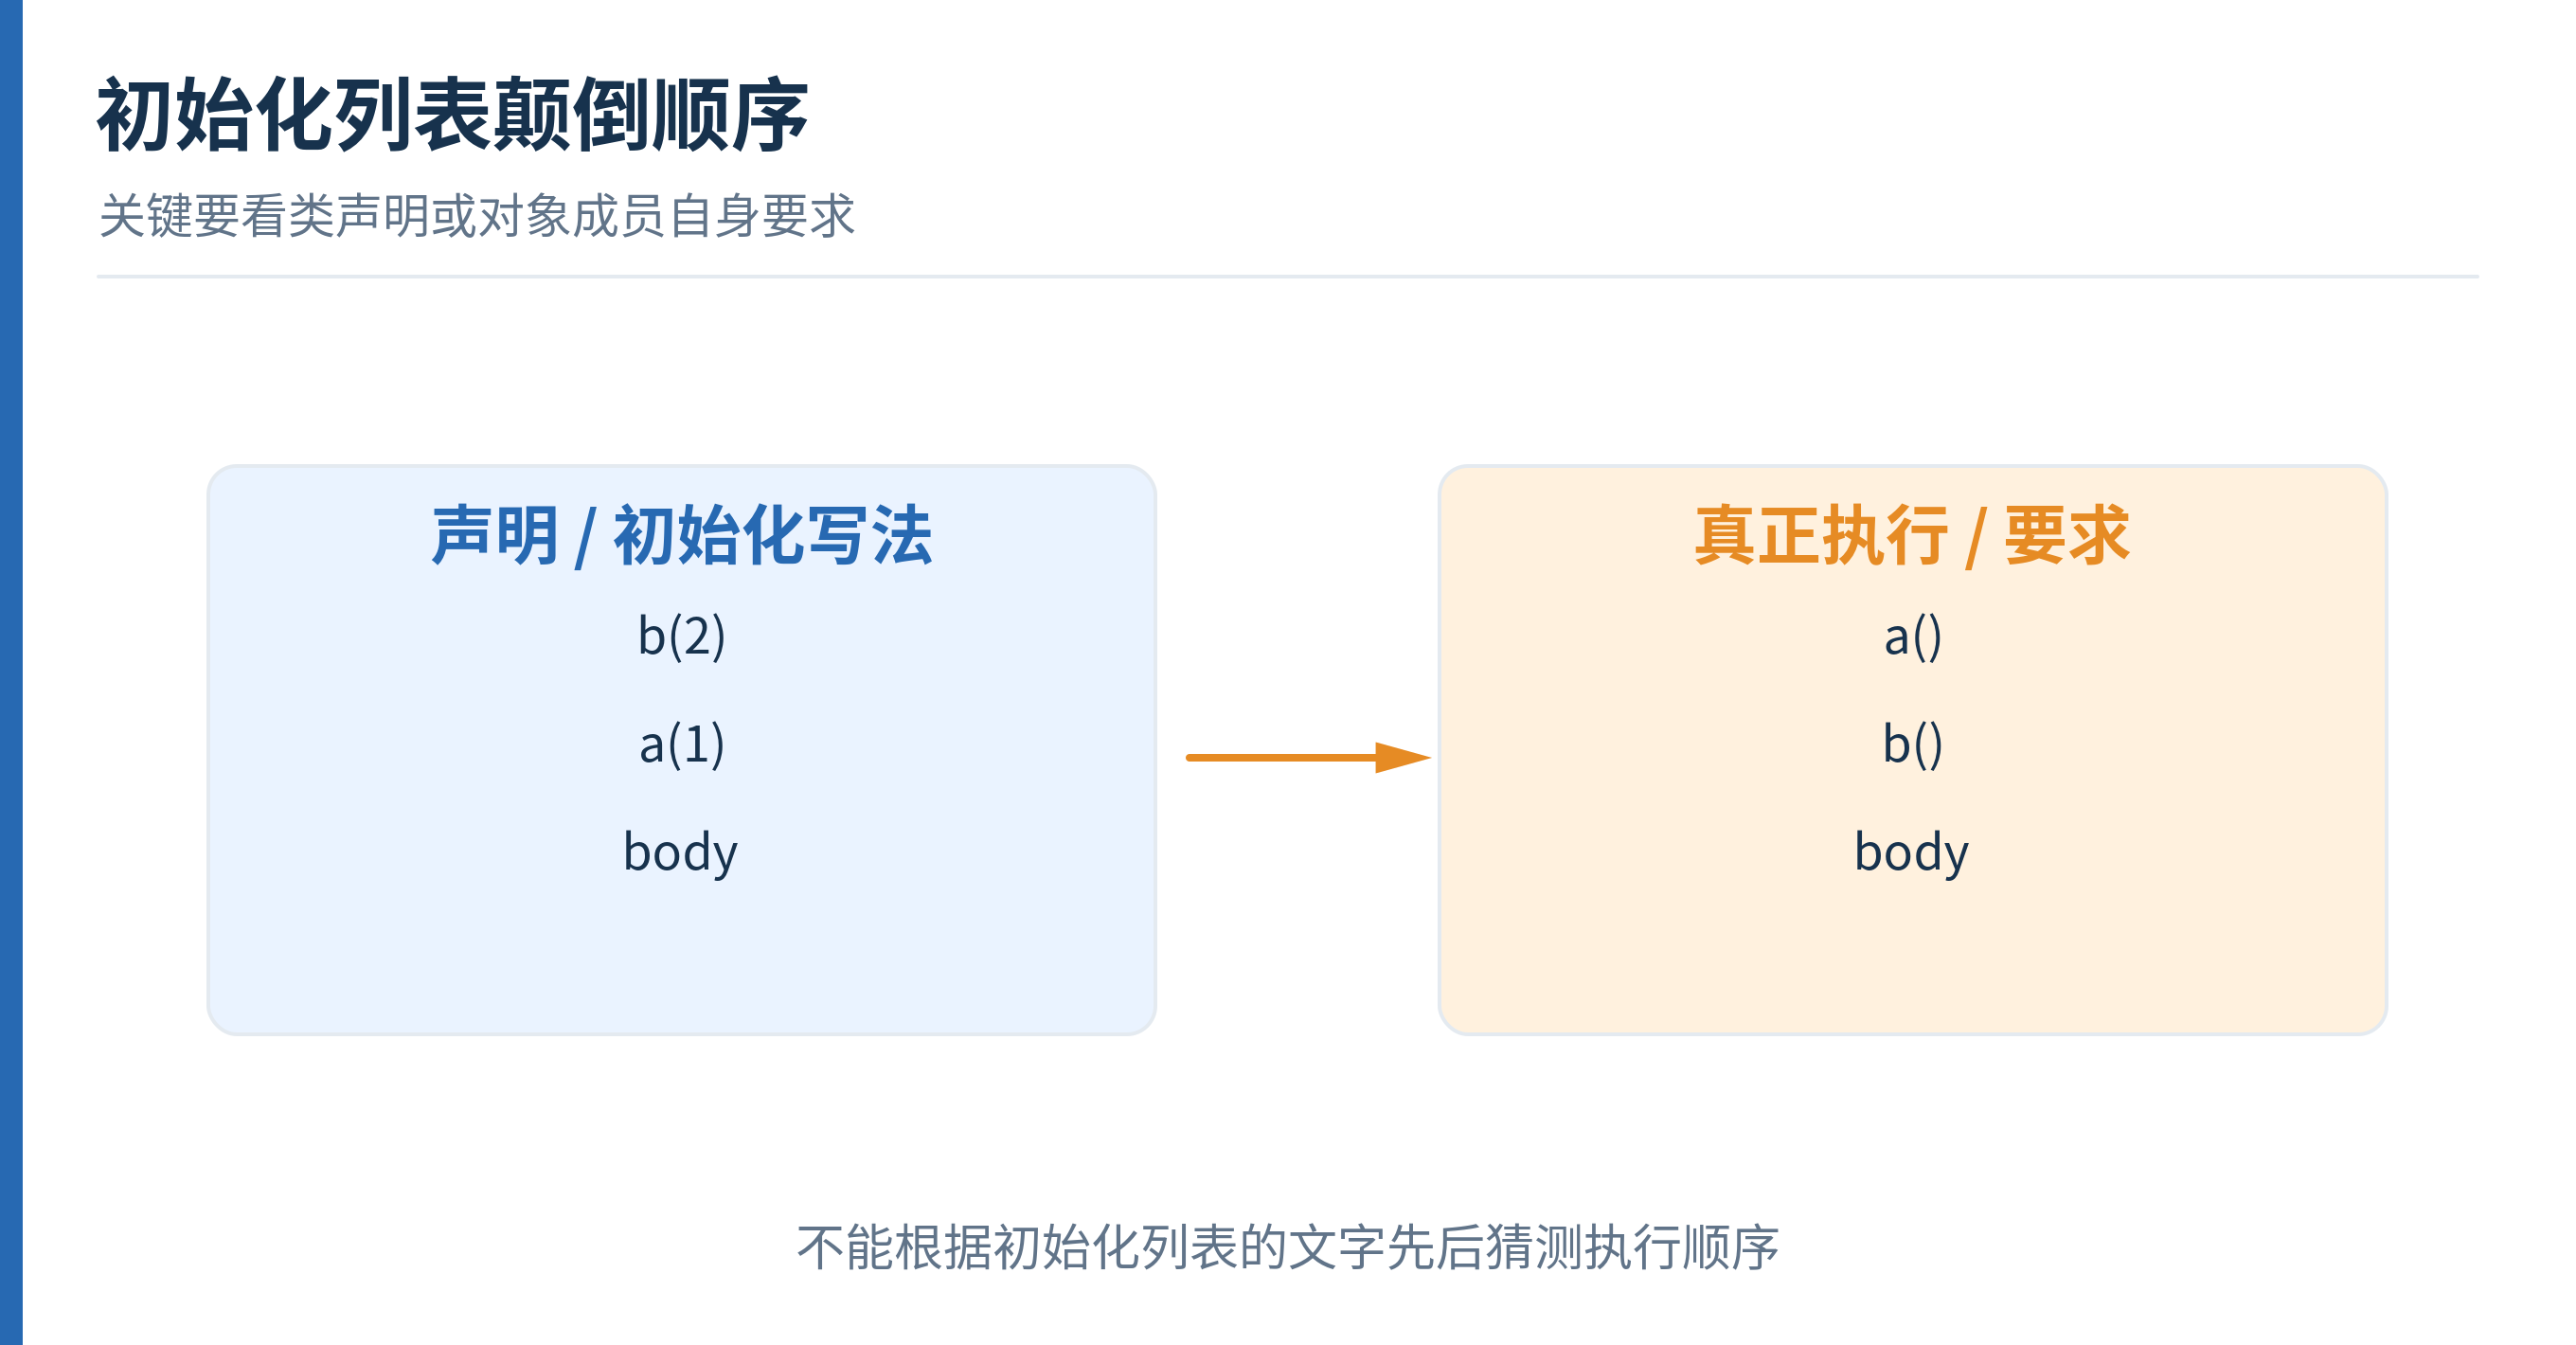 初始化列表颠倒顺序
关键要看类声明或对象成员自身要求
声明 / 初始化写法
b(2)
a(1)
body
真正执行 / 要求
a()
b()
body
不能根据初始化列表的文字先后猜测执行顺序